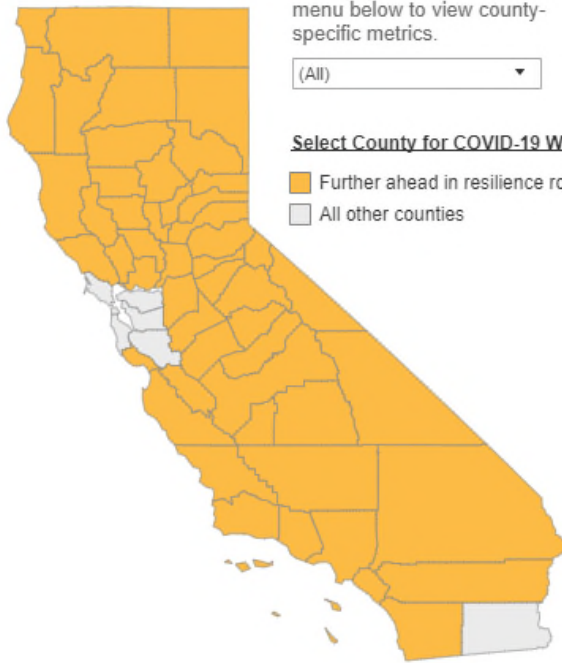 menu below to view county-
specific metrics.
(All)
Select County for COVID-19
Further ahead in resilience
All other counties